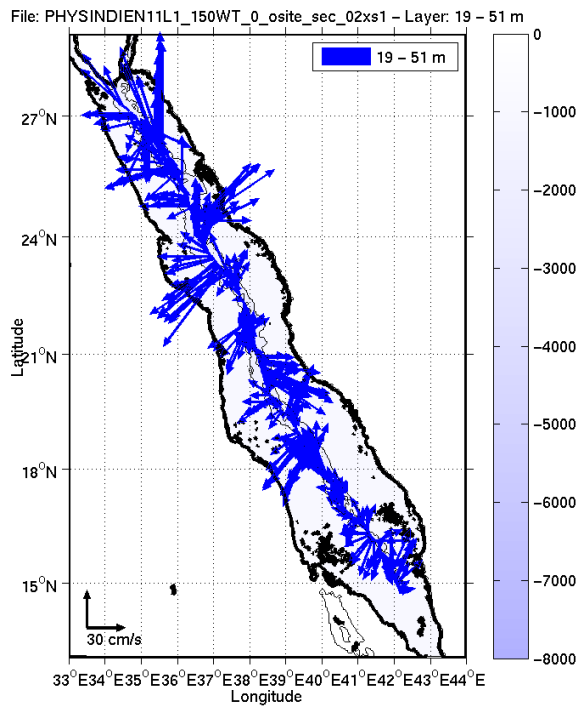 File: PHYSINDIEN11L1_150WT_0_osite_sec_02xs1 – Layer: 19 – 51 m
19 – 51 m
27°N
24°N
21°N
18°N
15°N
Latitude
30 cm/s
33°E34°E35°E36°E37°E38°E39°E40°E41°E42°E43°E44°E
Longitude
0
−1000
−2000
−3000
−4000
−5000
−6000
−7000
−8000